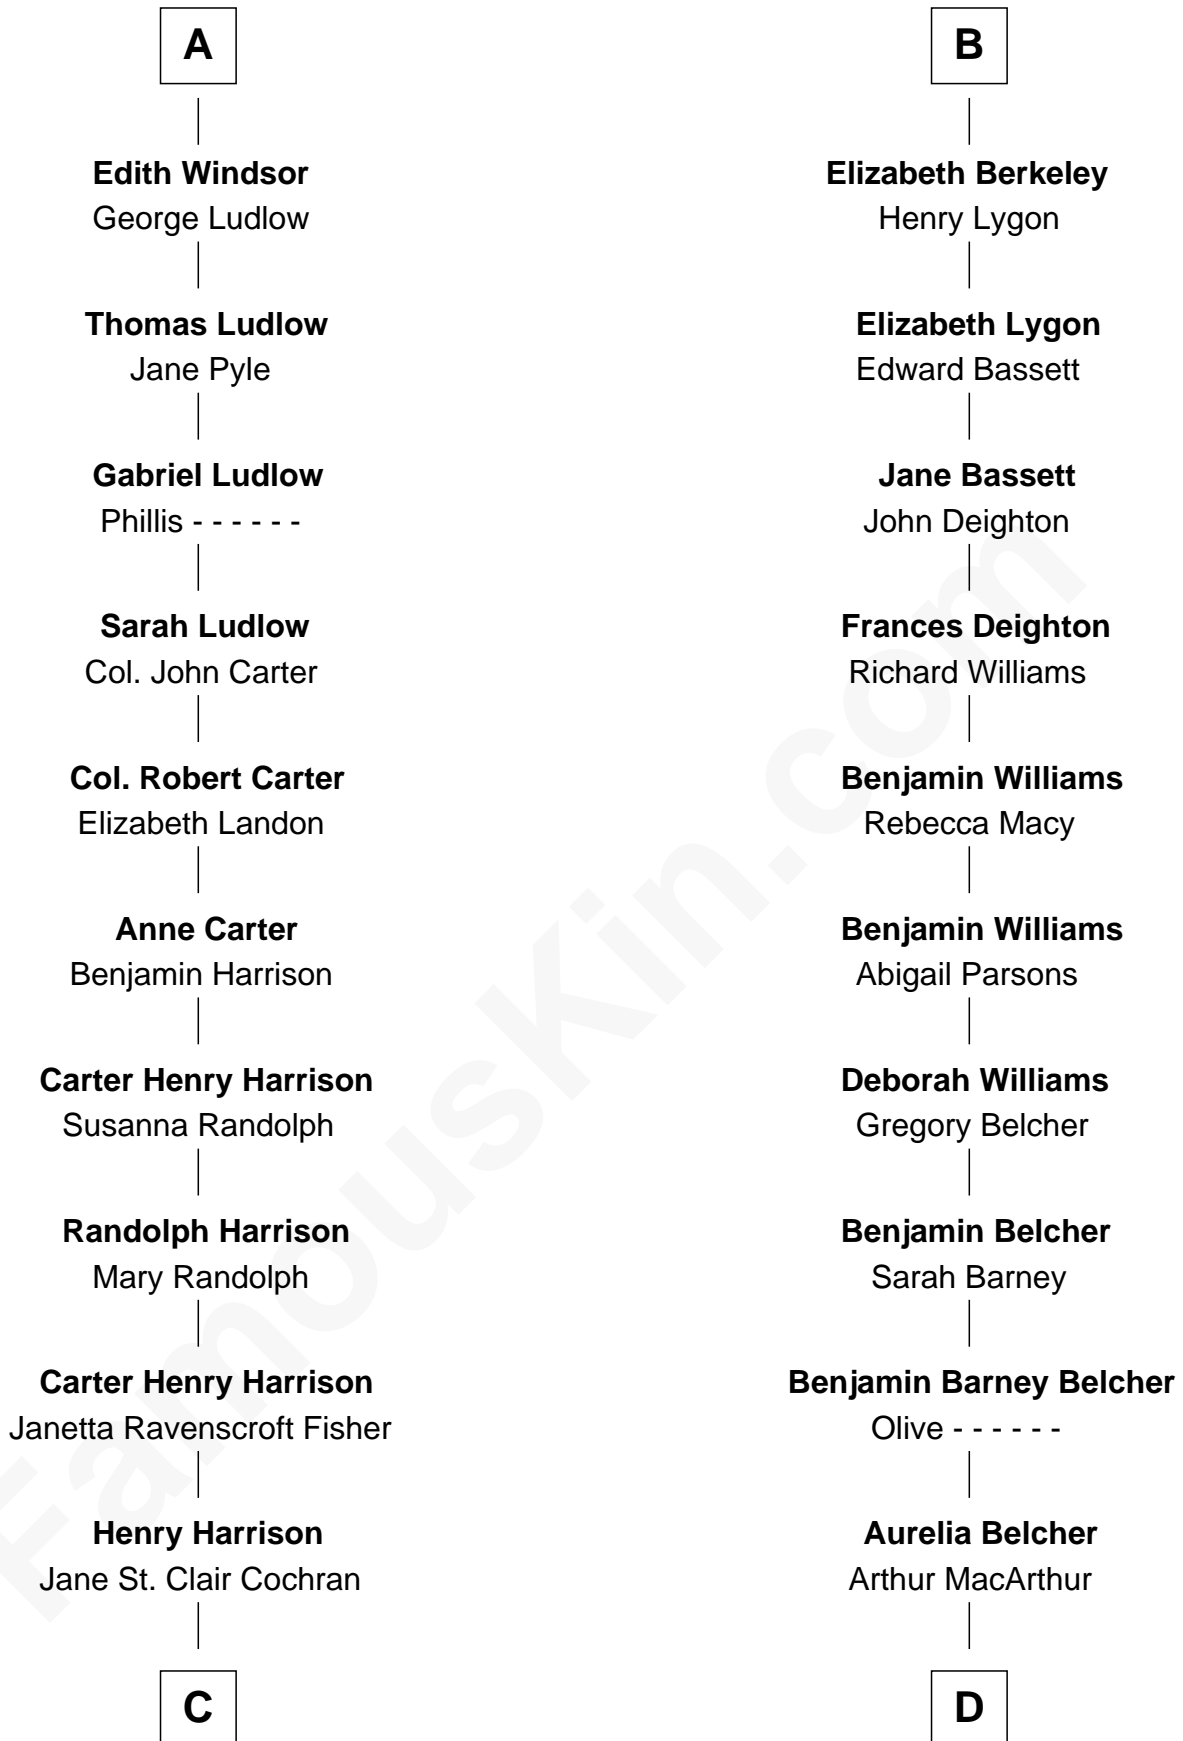 A
Edith Windsor
George Ludlow
Thomas Ludlow
Jane Pyle
Gabriel Ludlow
Phillis - - - - - -
Sarah Ludlow
Col. John Carter
Col. Robert Carter
Elizabeth Landon
Anne Carter
Benjamin Harrison
Carter Henry Harrison
Susanna Randolph
Randolph Harrison
Mary Randolph
Carter Henry Harrison
Janetta Ravenscroft Fisher
Henry Harrison
Jane St. Clair Cochran
C
B
Elizabeth Berkeley
Henry Lygon
Elizabeth Lygon
Edward Bassett
Jane Bassett
John Deighton
Frances Deighton
Richard Williams
Benjamin Williams
Rebecca Macy
Benjamin Williams
Abigail Parsons
Deborah Williams
Gregory Belcher
Benjamin Belcher
Sarah Barney
Benjamin Barney Belcher
Olive - - - - - -
Aurelia Belcher
Arthur MacArthur
D
FamousKin.com